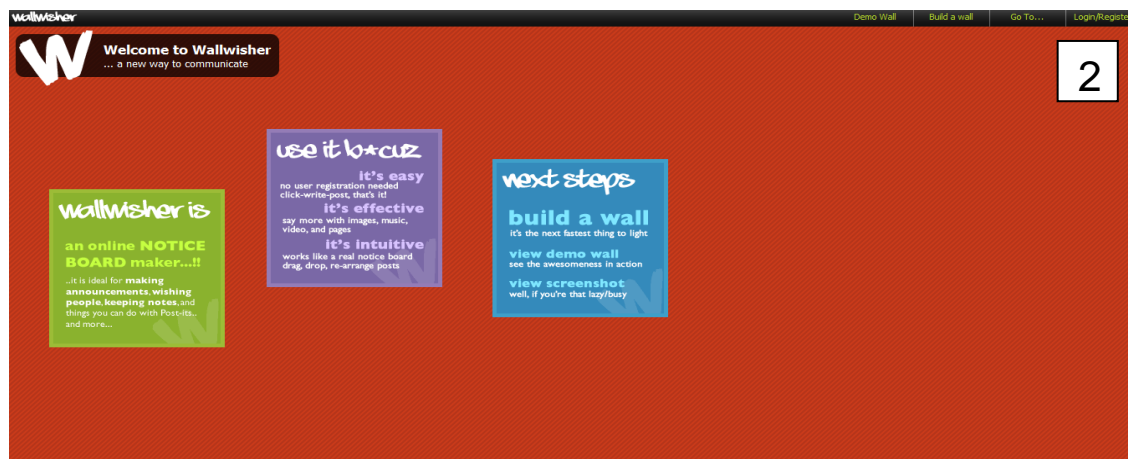 wallwisher
Demo Wall
Build a wall
Go To...
Login/Registe
W
Welcome to Wallwisher
... a new way to communicate
2
wallwisher is
an online NOTICE
BOARD maker...!!
..it is ideal for making
announcements, wishing
people, keeping notes, and
things you can do with Post-its..
and more...
use it b*cuz
it's easy
no user registration needed
click-write-post, that's it!
it's effective
say more with images, music,
video, and pages
it's intuitive
works like a real notice board
drag, drop, re-arrange posts
next steps
build a wall
it's the next fastest thing to light
view demo wall
see the awesomeness in action
view screenshot
well, if you're that lazy/busy